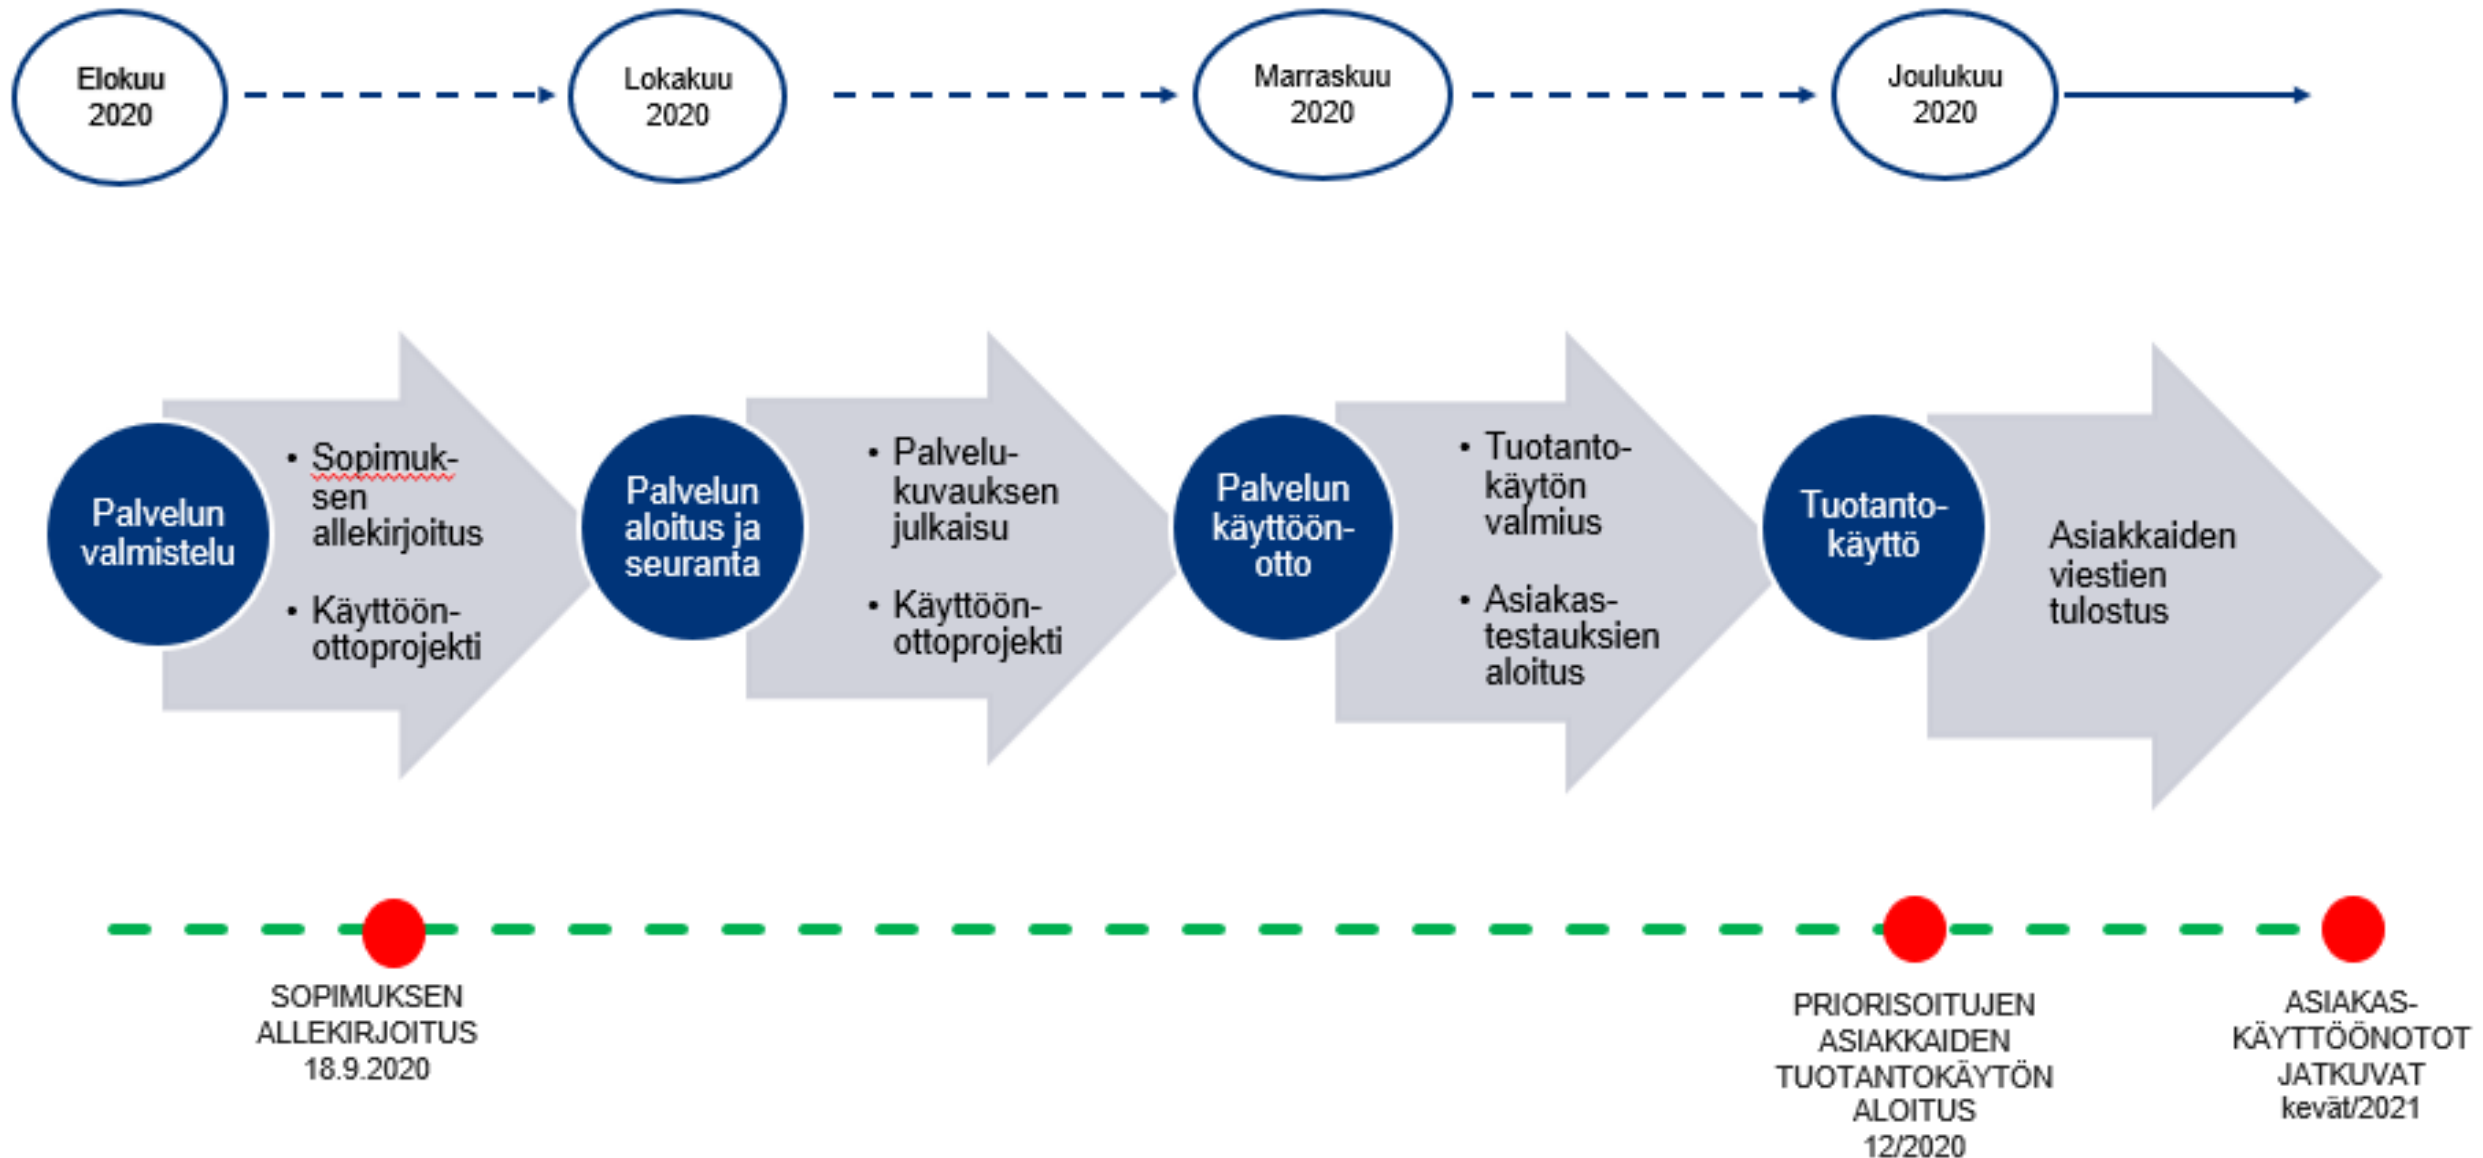 Elokuu
2020
Lokakuu
2020
Marraskuu
2020
Joulukuu
2020
Palvelun
valmistelu
• Sopimuk-
sen
allekirjoitus
• Käyttöön-
ottoprojekti
Palvelun
aloitus ja
seuranta
• Palvelu-
kuvauksen
julkaisu
• Käyttöön-
ottoprojekti
Palvelun
käyttöön-
otto
• Tuotanto-
käytön
valmius
• Asiakas-
testauksien
aloitus
Tuotanto-
käyttö
Asiakkaiden
viestien
tulostus
SOPIMUKSEN
ALLEKIRJOITUS
18.9.2020
PRIORISOITUJEN
ASIAKKAIDEN
TUOTANTOKÄYTÖN
ALOITUS
12/2020
ASIAKAS-
KÄYTTÖÖNOTOT
JATKUVAT
kevät/2021